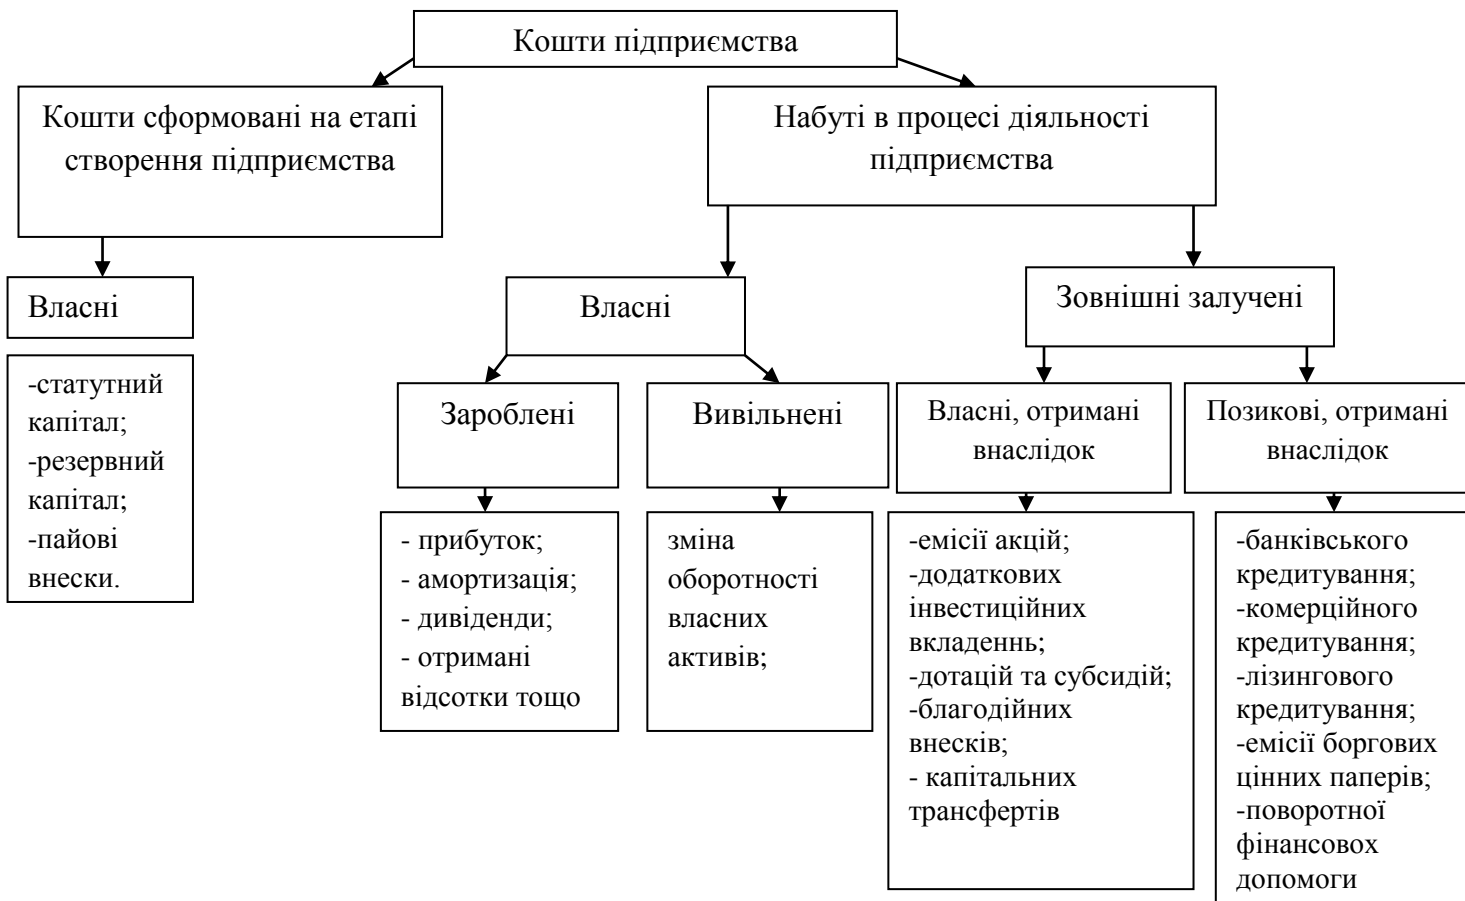 Кошти підприємства
Кошти сформовані на етапі
створення підприємства
Набуті в процесі діяльності
підприємства
Власні
Власні
Зовнішні залучені
-статутний
капітал;
-резервний
капітал;
-пайові
внески.
Зароблені
Вивільнені
Власні, отримані
внаслідок
Позикові, отримані
внаслідок
- прибуток;
- амортизація;
- дивіденди;
- отримані
відсотки тощо
зміна
оборотності
власних
активів;
-емісії акцій;
-додаткових
інвестиційних
вкладеннь;
-дотацій та субсидій;
-благодійних
внесків;
- капітальних
трансфертів
-банківського
кредитування;
-комерційного
кредитування;
-лізингового
кредитування;
-емісії боргових
цінних паперів;
-поворотної
фінансовох
допомоги